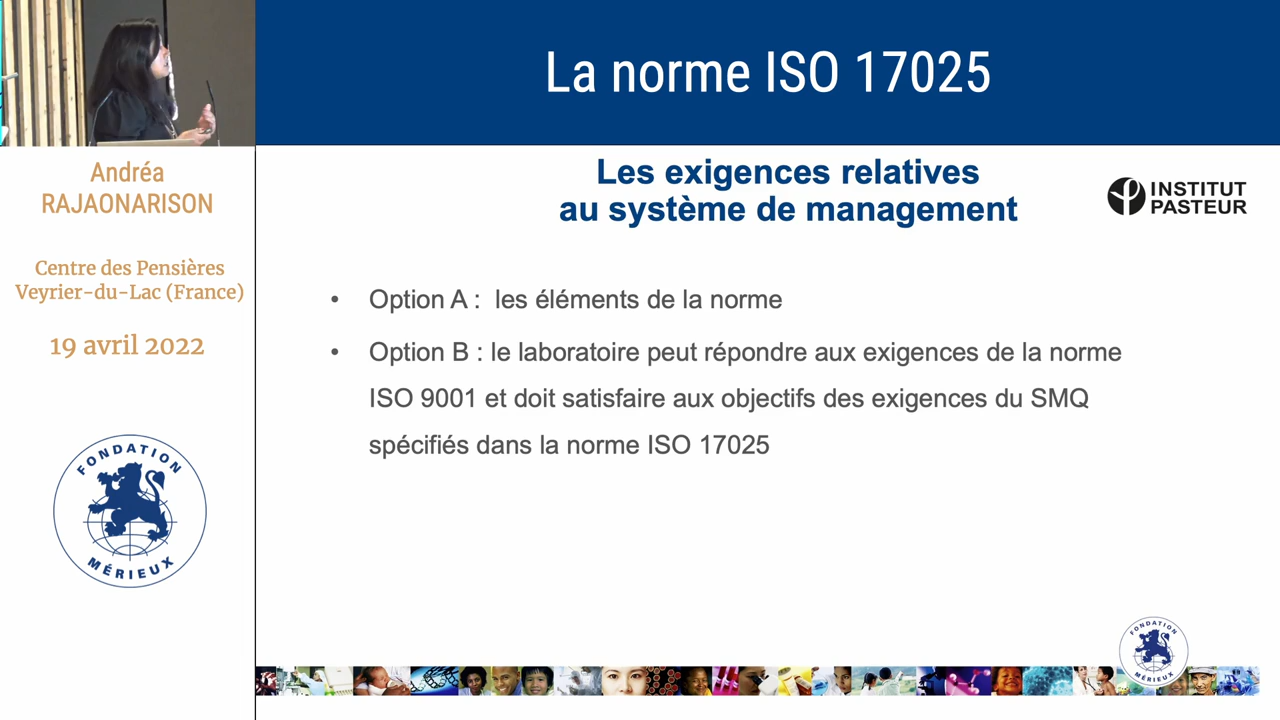 La norme ISO 17025
Andréa
RAJAONARISON
Centre des Pensières
Veyrier-du-Lac (France)
19 avril 2022
FONDATION
MÉRIEUX
Les exigences relatives
au système de management
INSTITUT
PASTEUR
• Option A : les éléments de la norme
• Option B : le laboratoire peut répondre aux exigences de la norme
ISO 9001 et doit satisfaire aux objectifs des exigences du SMQ
spécifiés dans la norme ISO 17025
FONDATION
MÉRIEUX